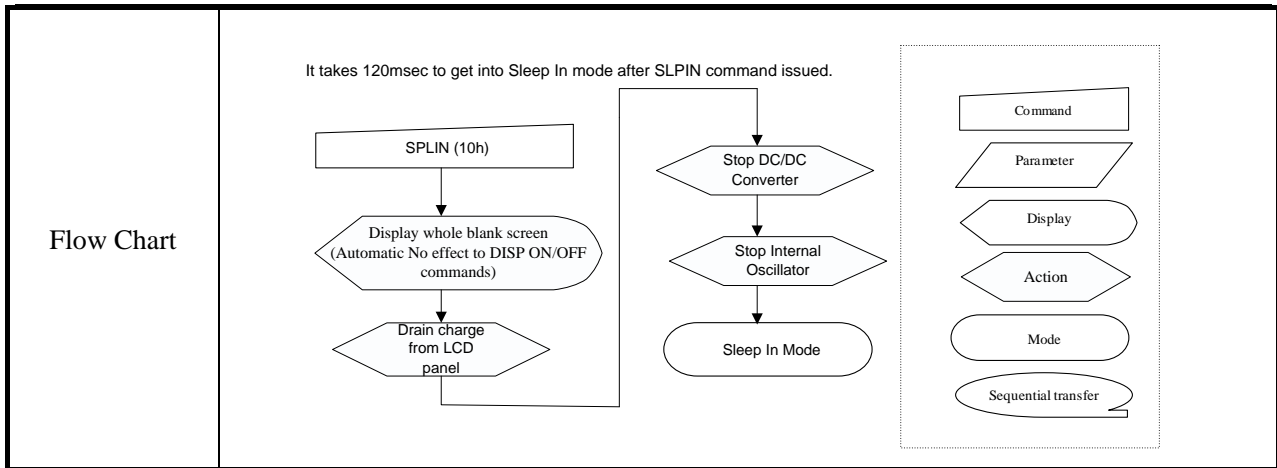 Flow Chart
It takes 120msec to get into Sleep In mode after SLPIN command issued.
SPLIN (10h)
Display whole blank screen
(Automatic No effect to DISP ON/OFF
commands)
Drain charge
from LCD
panel
Stop DC/DC
Converter
Stop Internal
Oscillator
Sleep In Mode
Command
Parameter
Display
Action
Mode
Sequential transfer